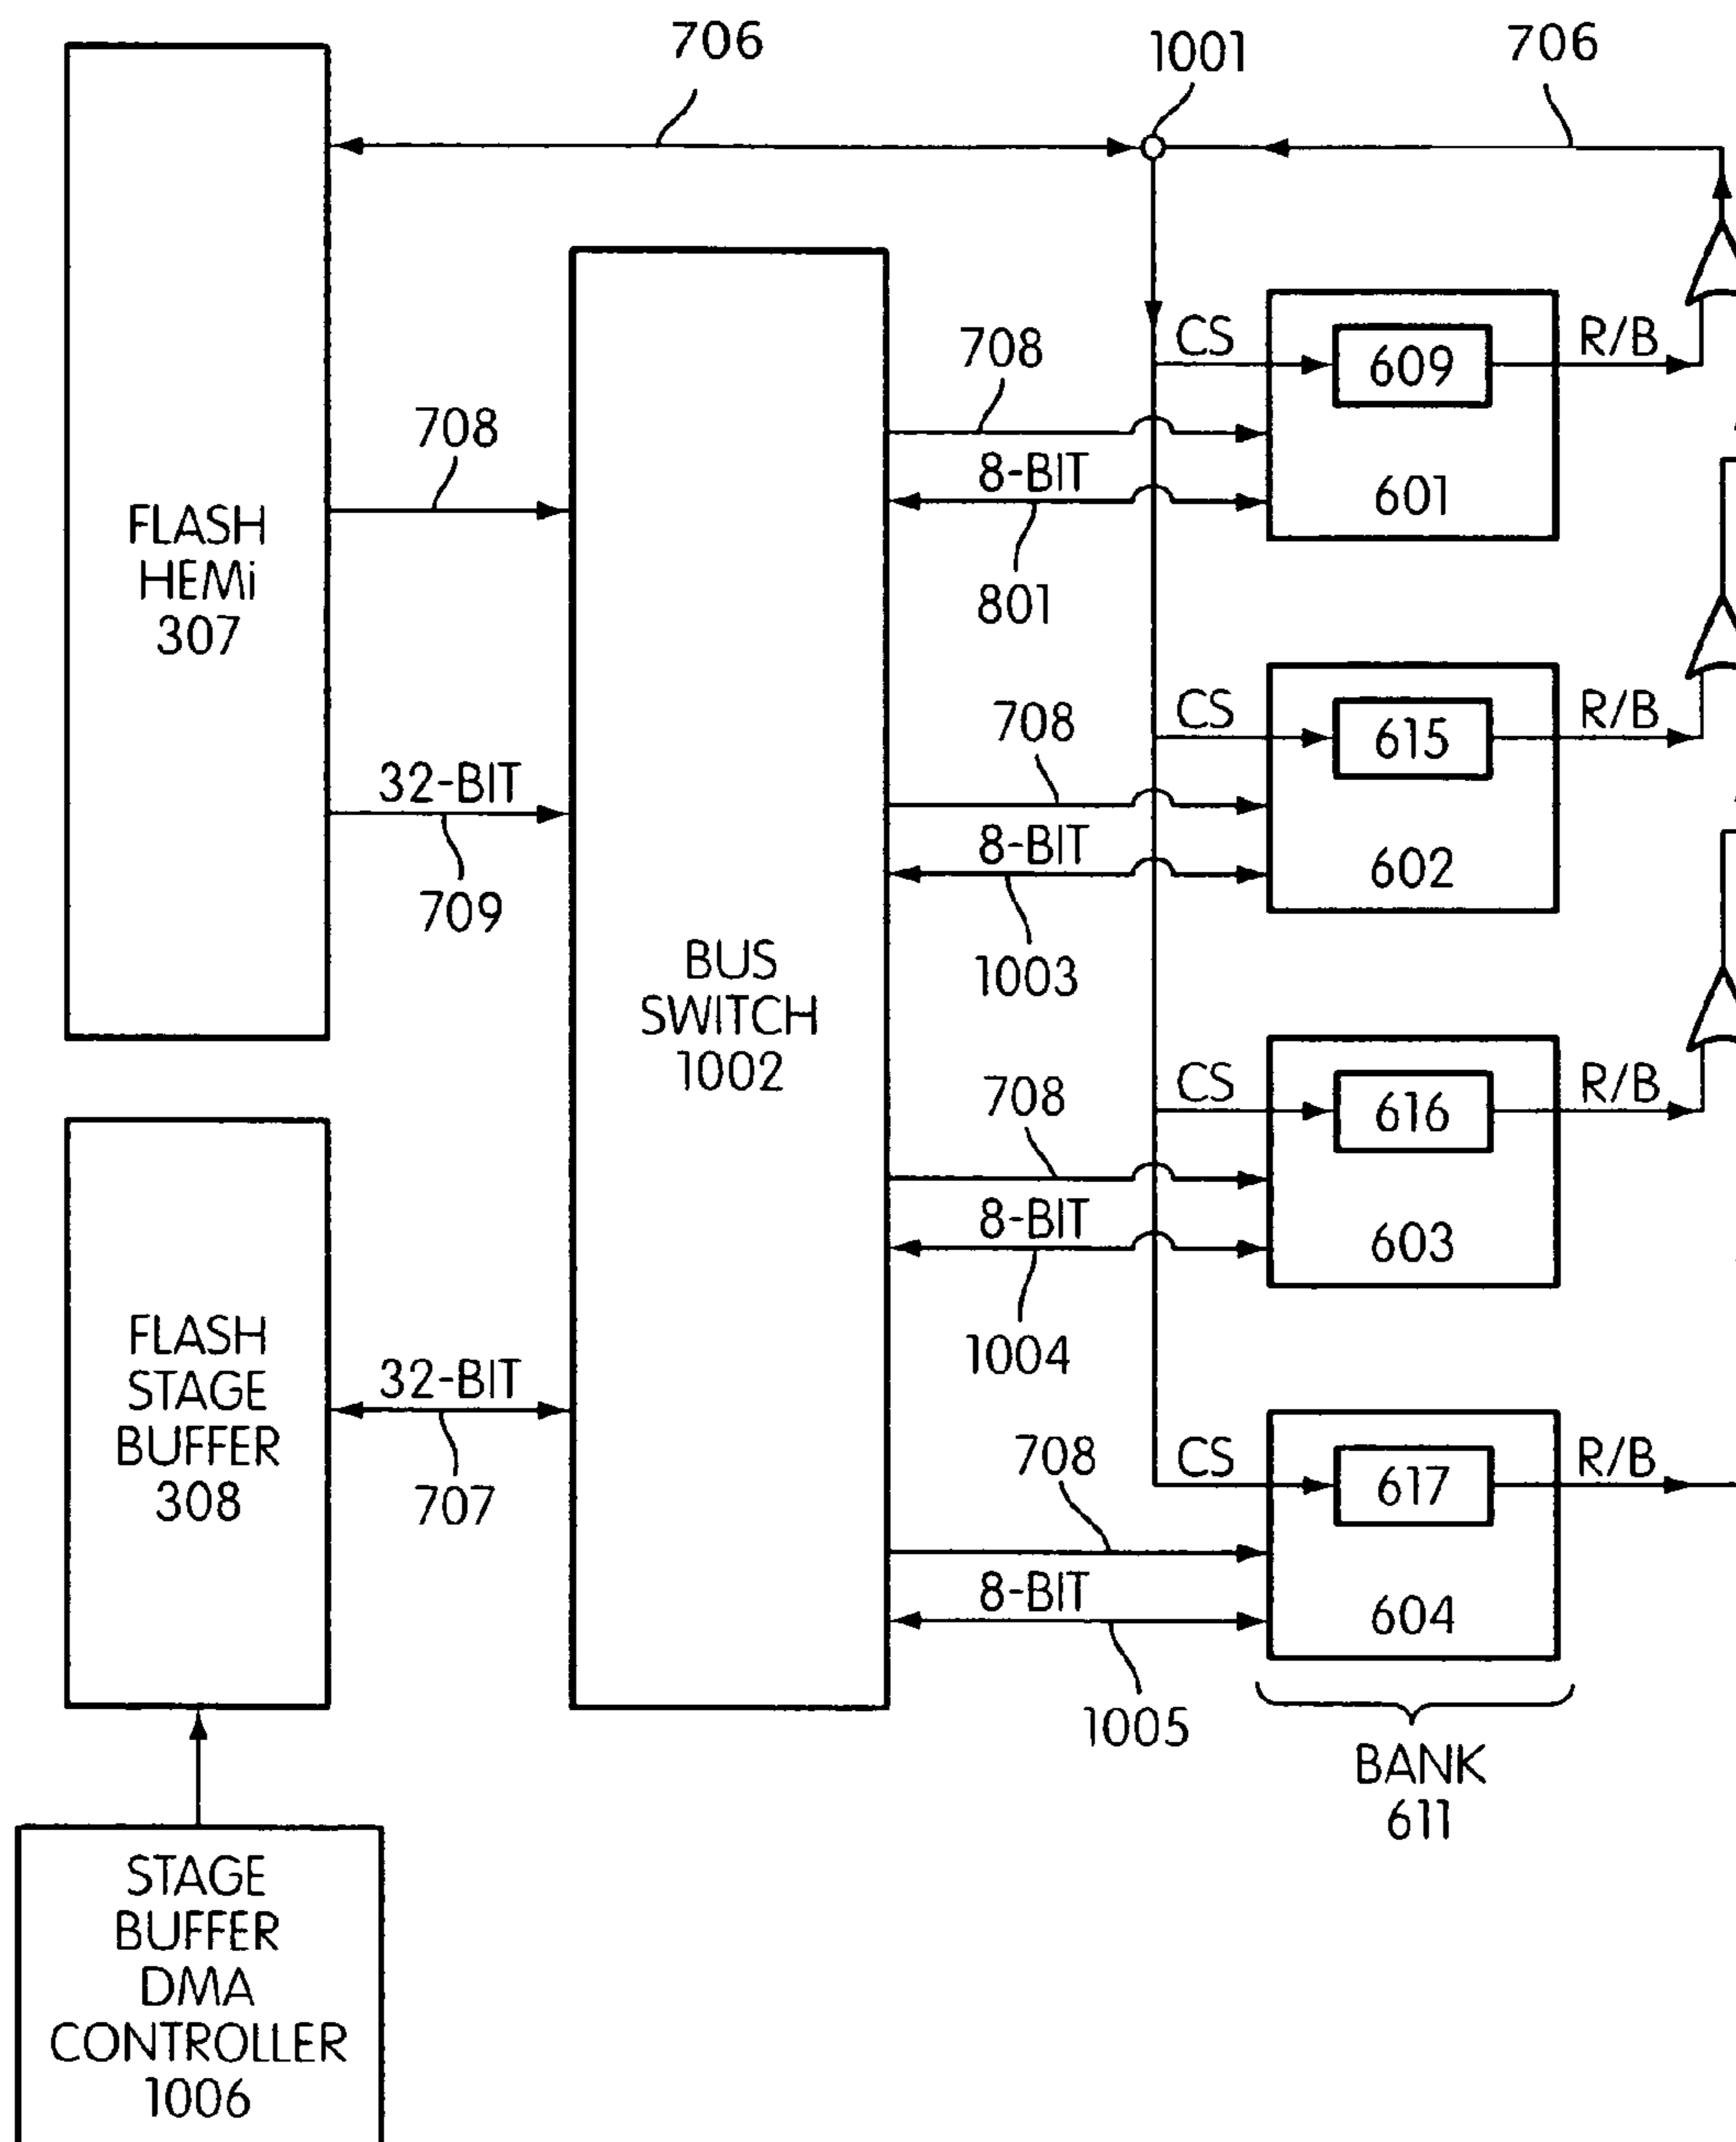 706
1001
706
CS
609
R/B
708
601
8-BIT
801
708
FLASH
HEMi
307
CS
615
R/B
708
602
8-BIT
1003
32-BIT
709
BUS
SWITCH
1002
CS
616
R/B
708
603
8-BIT
1004
FLASH
STAGE
BUFFER
308
32-BIT
707
CS
617
R/B
708
604
8-BIT
1005
BANK
611
STAGE
BUFFER
DMA
CONTROLLER
1006